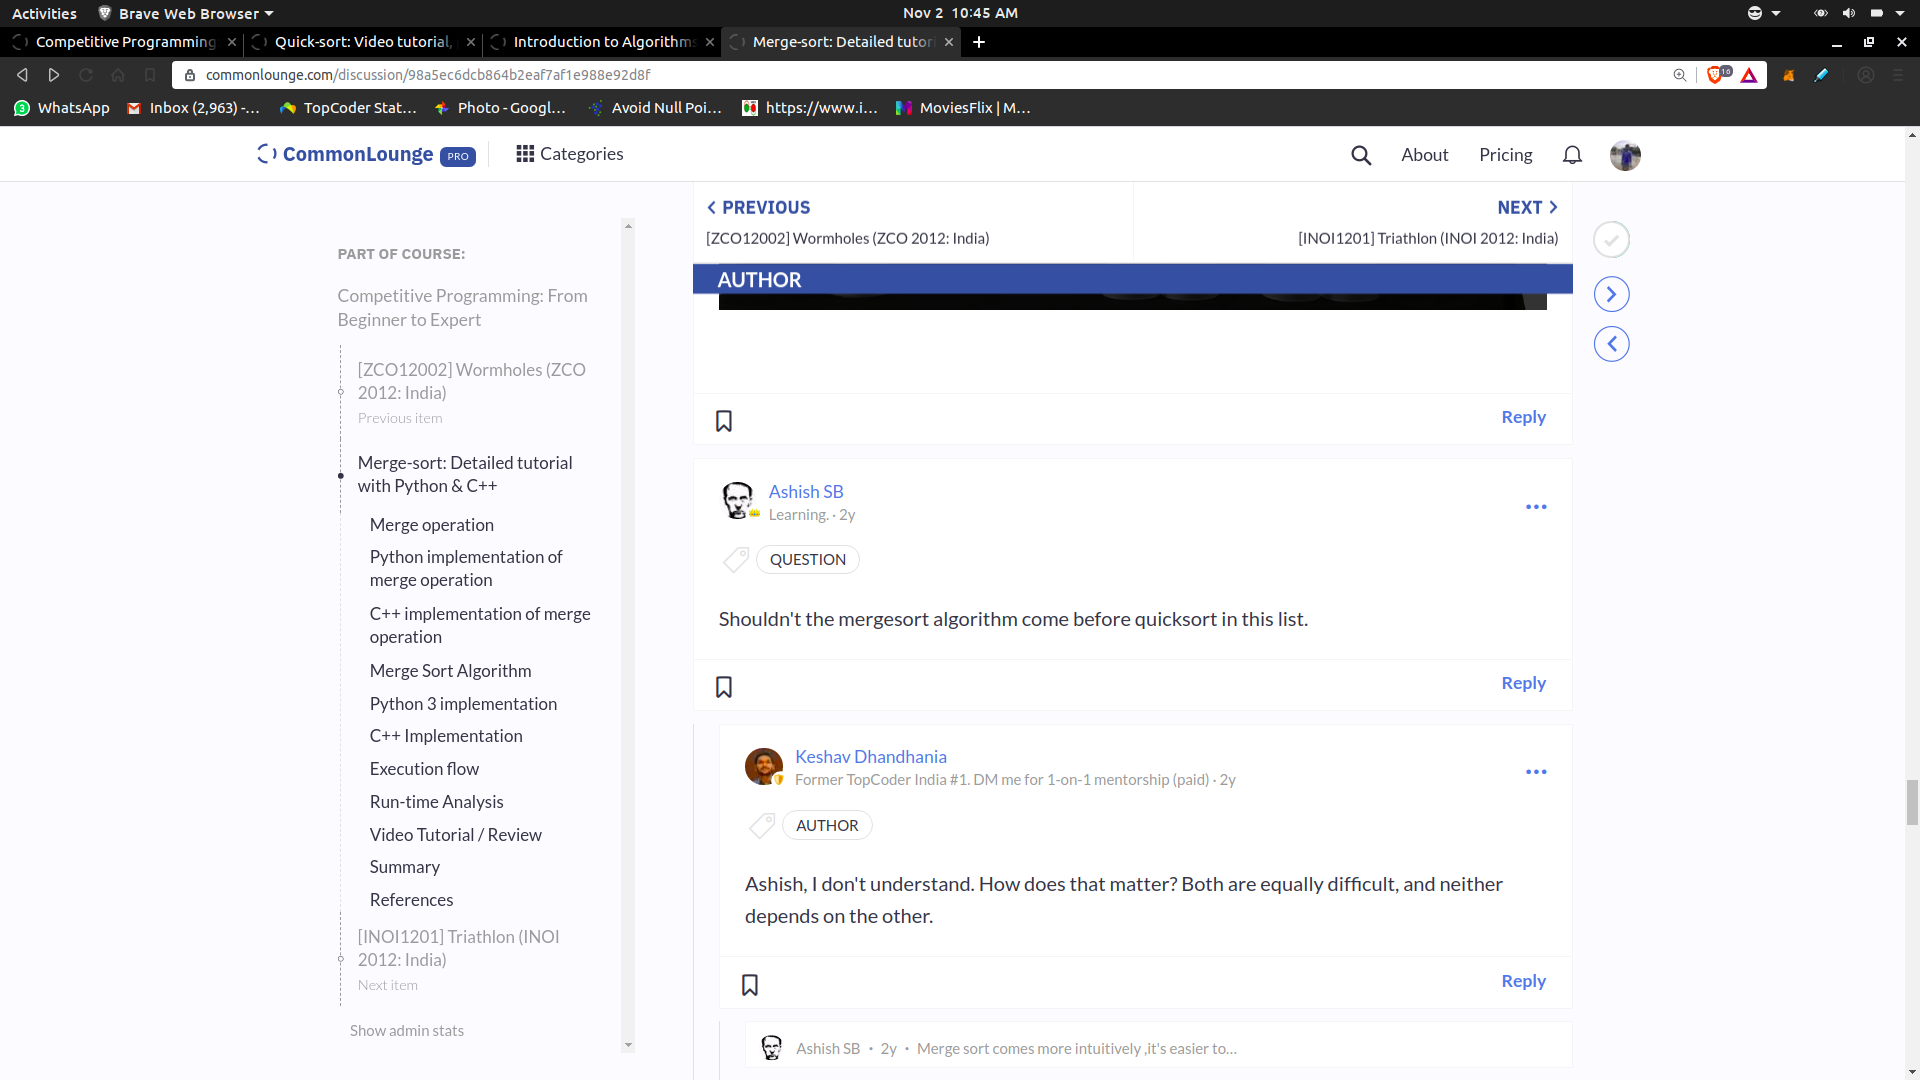 Activities
Brave Web Browser
Nov 2 10:45 AM
Competitive Programming
Quick-sort: Video tutorial,
Introduction to Algorithms
Merge-sort: Detailed tutori
commonlounge.com/discussion/98a5ec6dcb864b2eaf7af1e988e92d8f
16
3
WhatsApp
Inbox (2,963) -...
TopCoder Stat...
Photo - Googl...
Avoid Null Poi...
https://www.i...
MoviesFlix | M...
CommonLounge PRO
Categories
About
Pricing
PREVIOUS
[ZCO12002] Wormholes (ZCO 2012: India)
NEXT
[INOI1201] Triathlon (INOI 2012: India)
AUTHOR
PART OF COURSE:
Competitive Programming: From
Beginner to Expert
[ZCO12002] Wormholes (ZCO
2012: India)
Previous item
Merge-sort: Detailed tutorial
with Python & C++
Merge operation
Python implementation of
merge operation
C++ implementation of merge
operation
Merge Sort Algorithm
Python 3 implementation
C++ Implementation
Execution flow
Run-time Analysis
Video Tutorial / Review
Summary
References
[INOI1201] Triathlon (INOI
2012: India)
Next item
Show admin stats
Reply
Ashish SB
Learning. · 2y
QUESTION
Shouldn't the mergesort algorithm come before quicksort in this list.
Reply
Keshav Dhandhania
Former TopCoder India #1. DM me for 1-on-1 mentorship (paid) · 2y
AUTHOR
Ashish, I don't understand. How does that matter? Both are equally difficult, and neither
depends on the other.
Reply
Ashish SB · 2y · Merge sort comes more intuitively ,it's easier to...